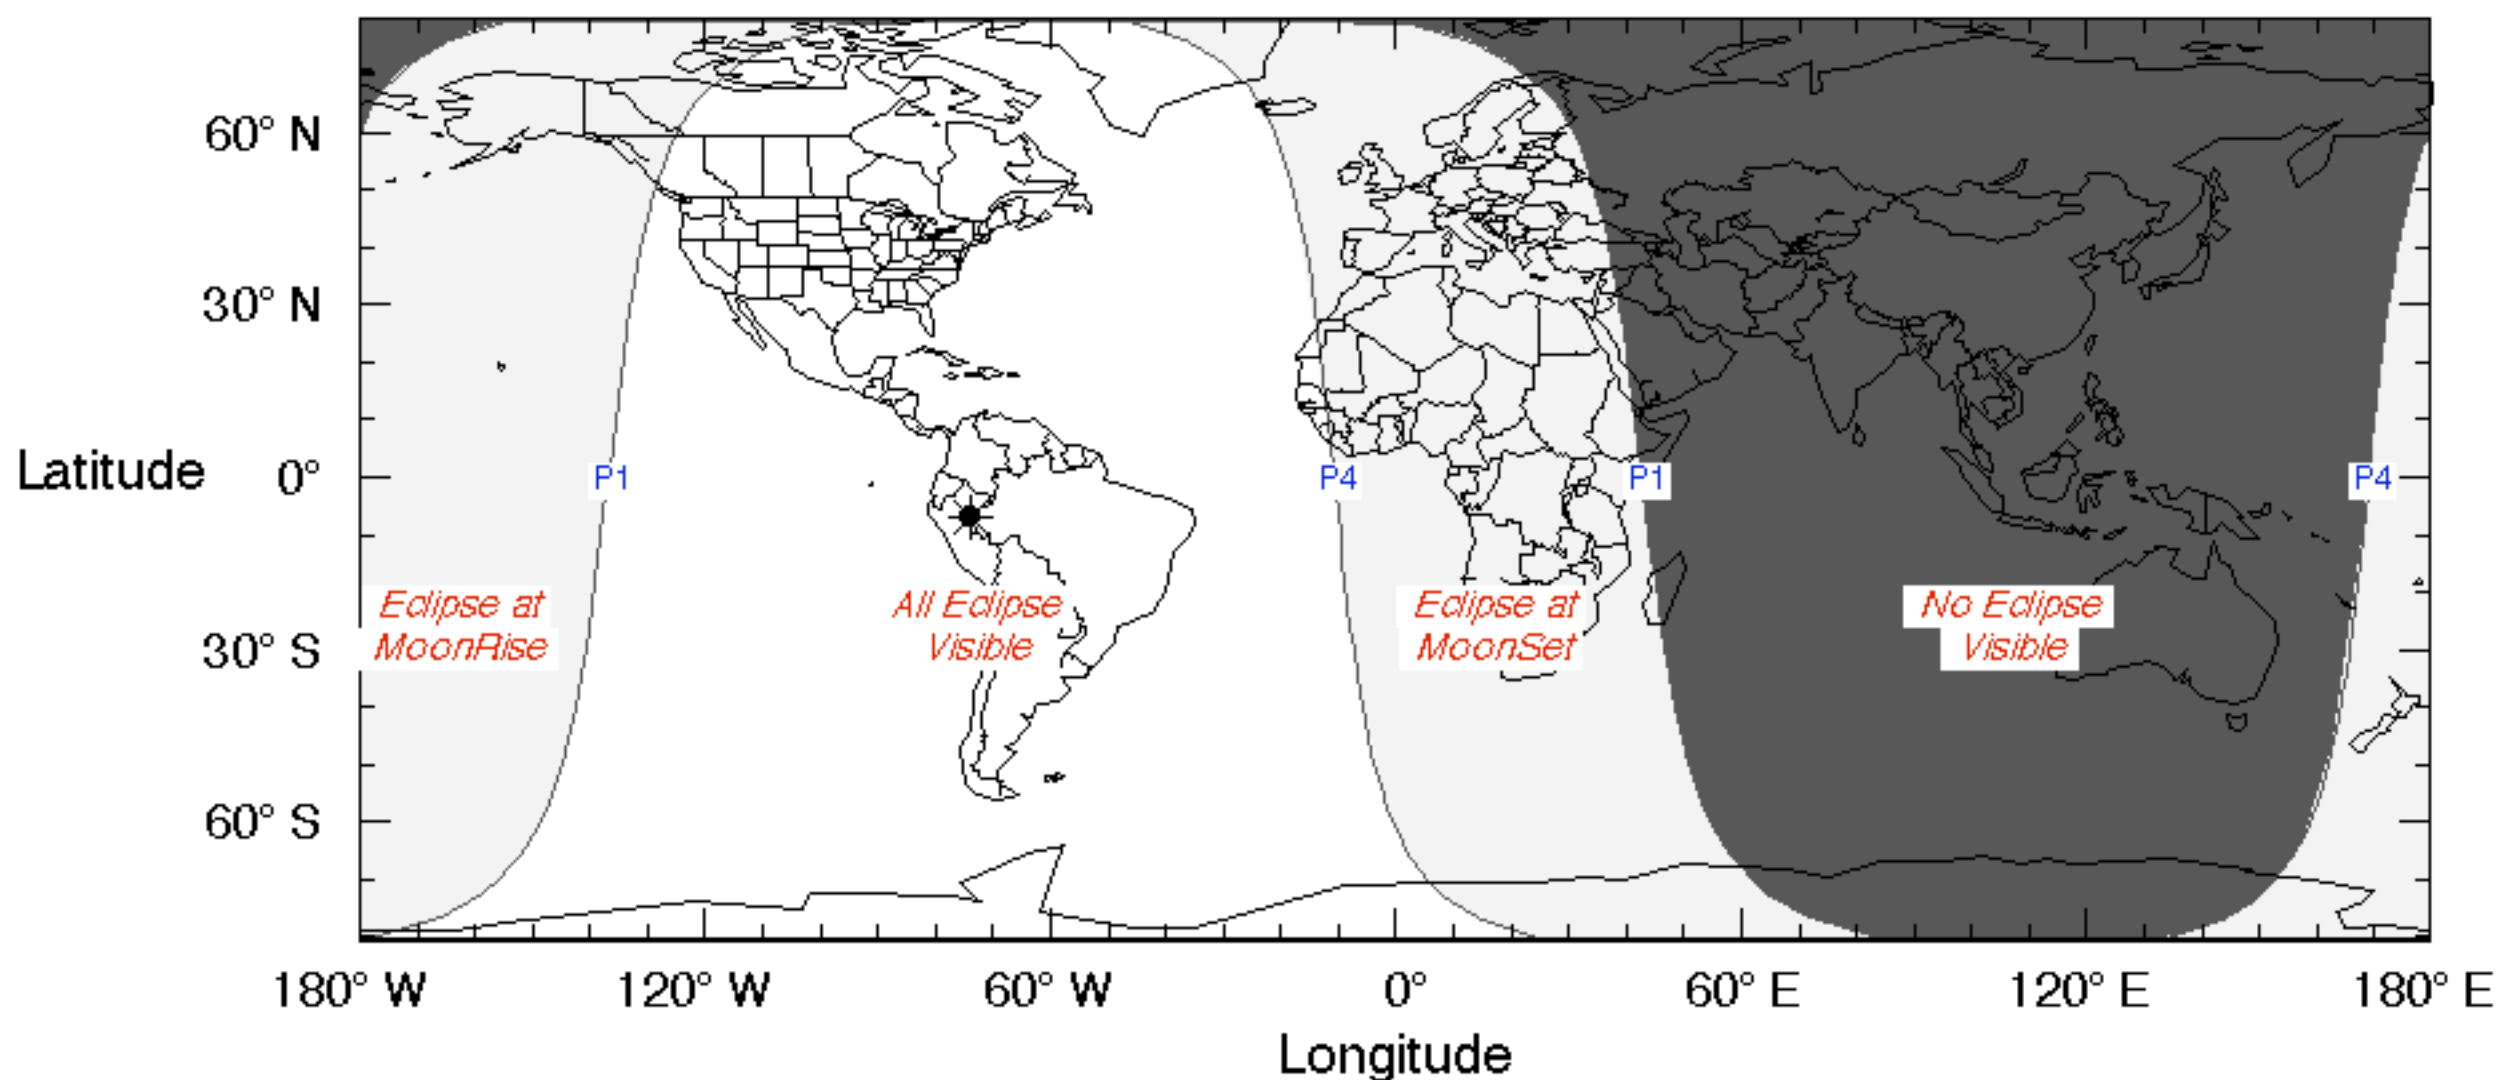 60° N
30° N
Latitude 0°
P1 P4 P1 P4
Eclipse at
MoonRise
All Eclipse
Visible
Eclipse at
MoonSet
No Eclipse
Visible
30° S
60° S
180° W 120° W 60° W 0° 60° E 120° E 180° E
Longitude